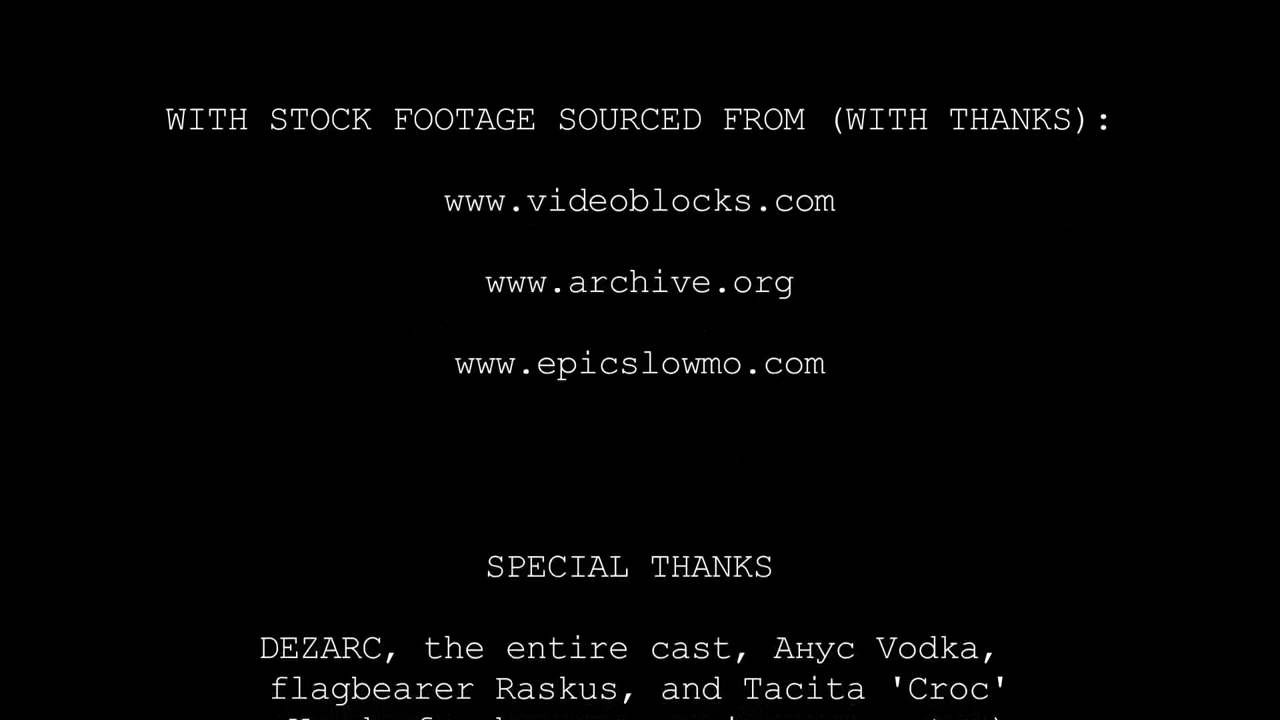 WITH STOCK FOOTAGE SOURCED FROM (WITH THANKS):
www.videoblocks.com
www.archive.org
www.epicslowmo.com
SPECIAL THANKS
DEZARC, the entire cast, Анус Vodka,
flagbearer Raskus, and Tacita 'Croc'